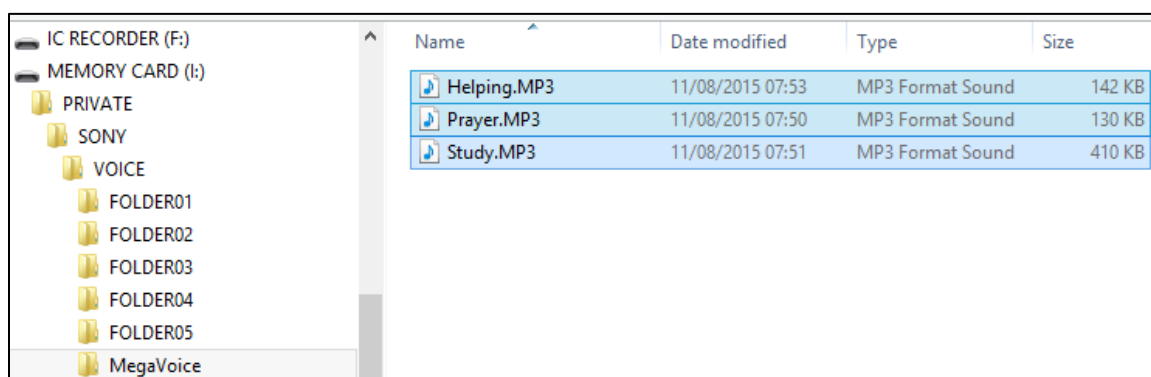 IC RECORDER (F:)
MEMORY CARD (I:)
PRIVATE
SONY
VOICE
FOLDER01
FOLDER02
FOLDER03
FOLDER04
FOLDER05
MegaVoice
Name Date modified Type Size
Helping.MP3 11/08/2015 07:53 MP3 Format Sound 142 KB
Prayer.MP3 11/08/2015 07:50 MP3 Format Sound 130 KB
Study.MP3 11/08/2015 07:51 MP3 Format Sound 410 KB